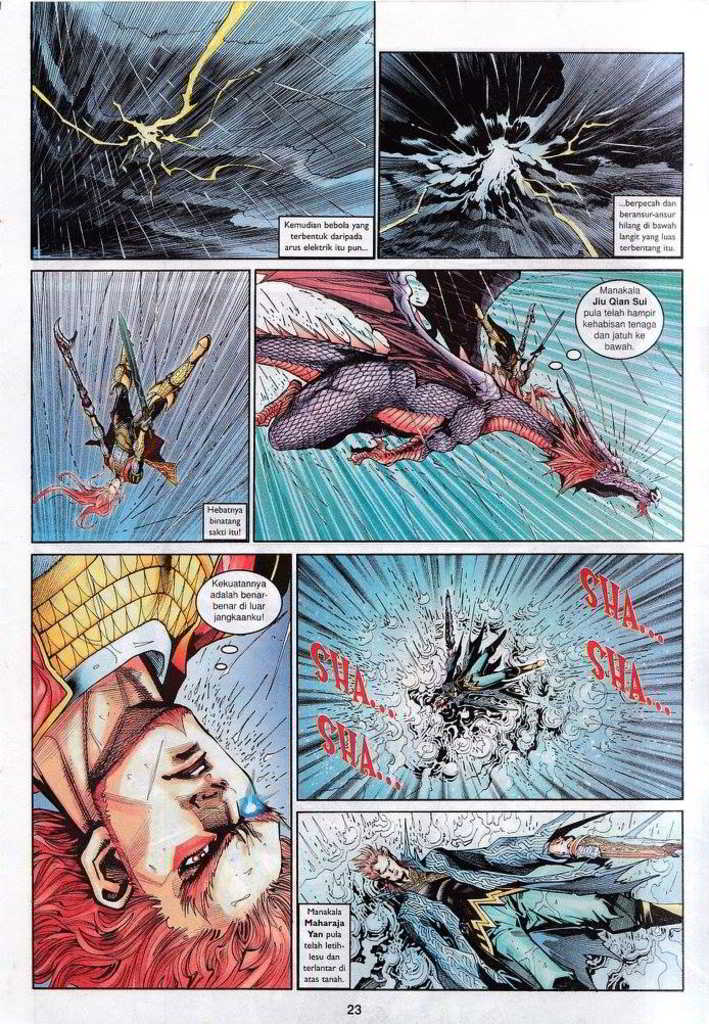 Kemudian bebola yang
terbentuk daripada
arus elektrik itu pun...
...berpecah dan
beransur-ansur
hilang di bawah
langit yang luas
terbentang itu.
Hebatnya
binatang
sakti itu!
Manakala
Jiu Qian Sui
pula telah hampir
kehabisan tenaga
dan jatuh ke
bawah.
Kekuatannya
adalah benar-
benar di luar
jangkaanku!
SHA...
SHA...
SHA...
SHA...
Manakala
Maharaja
Yan pula
telah letih-
lesu dan
terlantar di
atas tanah.
23